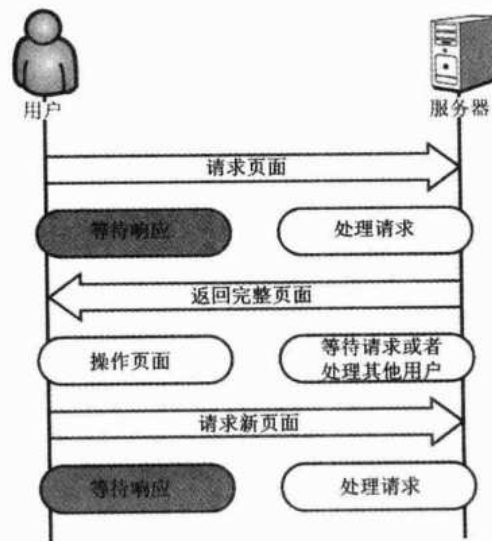 用户
服务器
请求页面
等待响应
处理请求
返回完整页面
操作页面
等待请求或者
处理其他用户
请求新页面
等待响应
处理请求